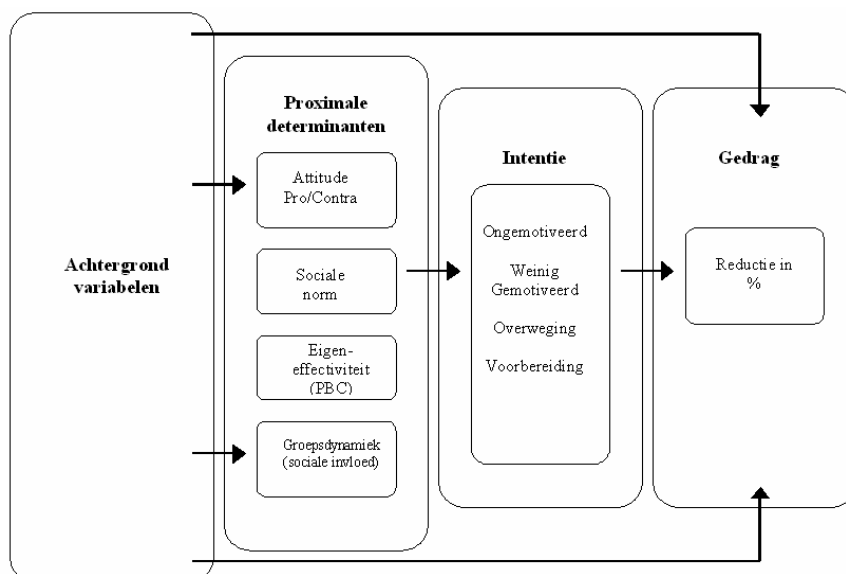 Achtergrond
variabelen
Proximale
determinanten
Attitude
Pro/Contra
Sociale
norm
Eigen-
effectiviteit
(PBC)
Groepsdynamiek
(sociale invloed)
Intentie
Ongemotiveerd
Weinig
Gemotiveerd
Overweging
Voorbereiding
Gedrag
Reductie in
%